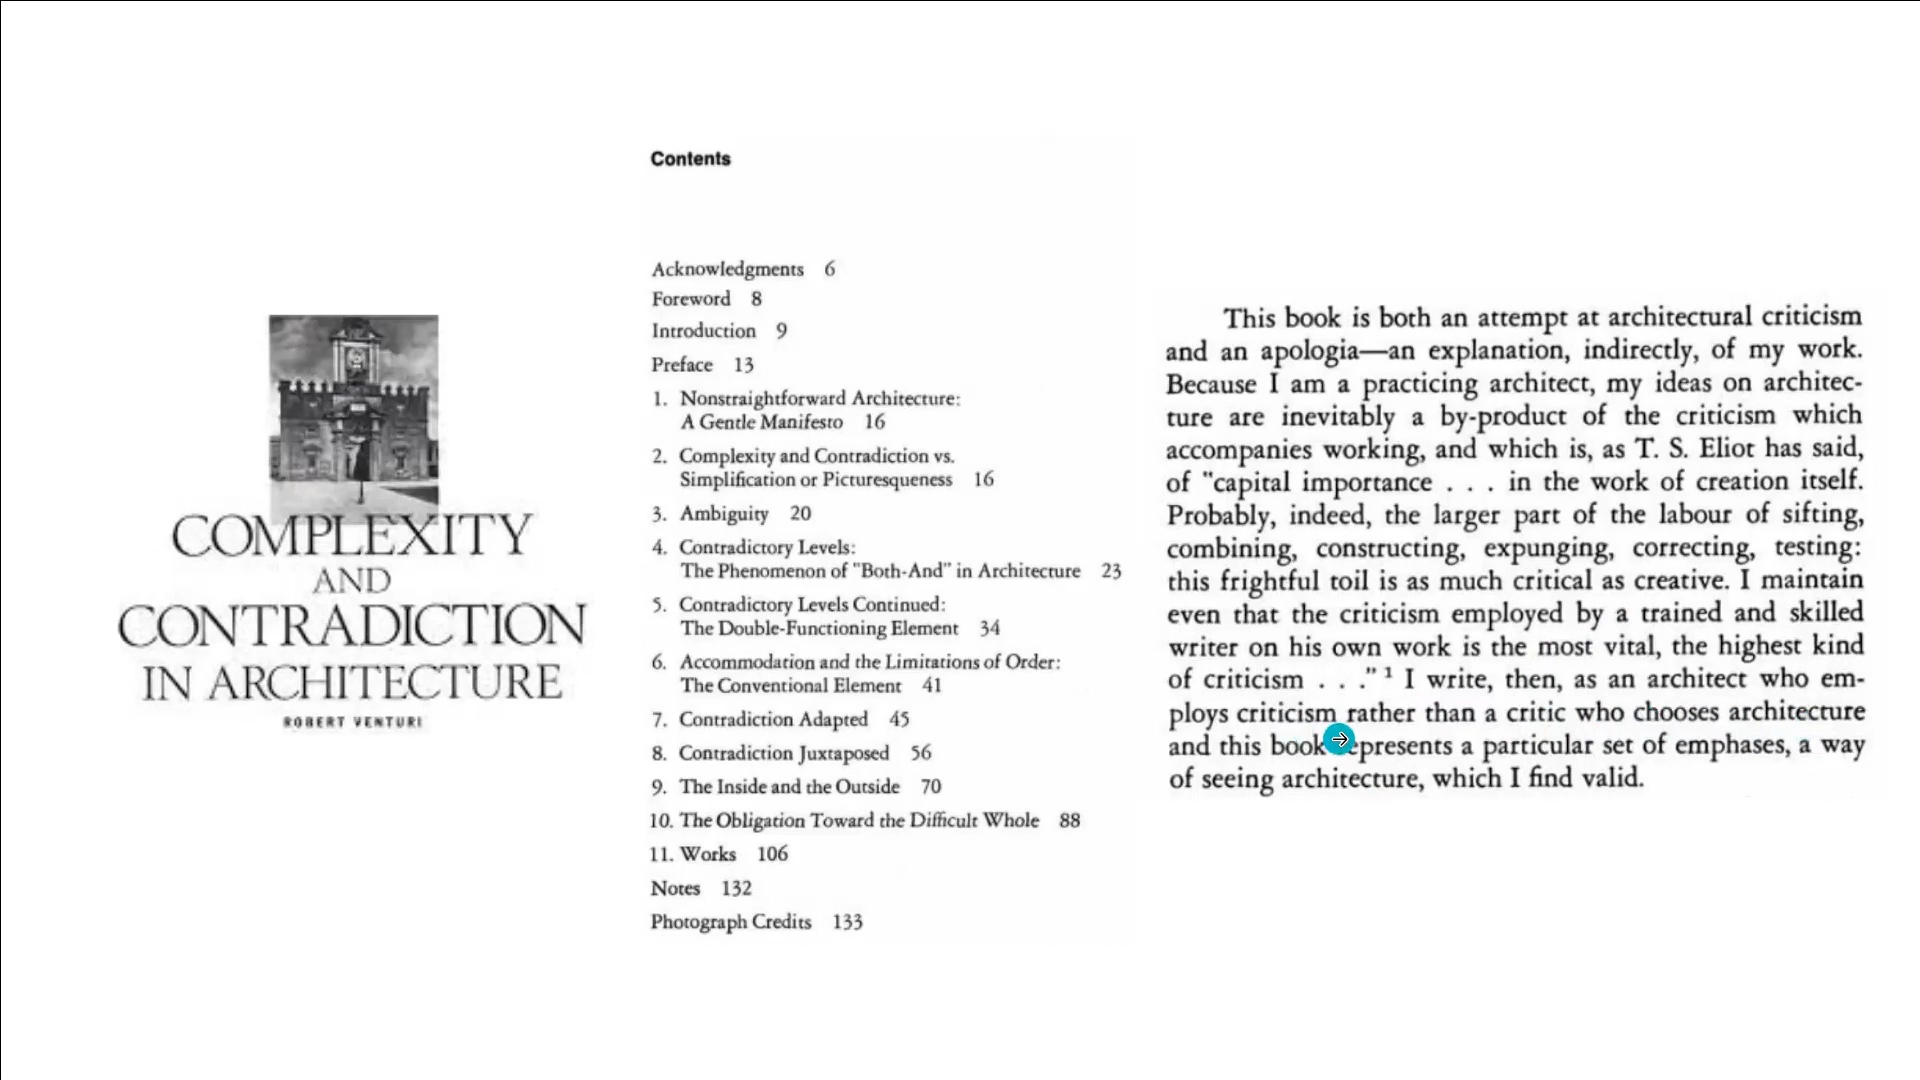 COMPLEXITY
AND
CONTRADICTION
IN ARCHITECTURE
ROBERT VENTURI
Contents
Acknowledgments 6
Foreword 8
Introduction 9
Preface 13
1. Nonstraightforward Architecture:
A Gentle Manifesto 16
2. Complexity and Contradiction vs.
Simplification or Picturesqueness 16
3. Ambiguity 20
4. Contradictory Levels:
The Phenomenon of "Both-And" in Architecture 23
5. Contradictory Levels Continued:
The Double-Functioning Element 34
6. Accommodation and the Limitations of Order:
The Conventional Element 41
7. Contradiction Adapted 45
8. Contradiction Juxtaposed 56
9. The Inside and the Outside 70
10. The Obligation Toward the Difficult Whole 88
11. Works 106
Notes 132
Photograph Credits 133
This book is both an attempt at architectural criticism
and an apologia—an explanation, indirectly, of my work.
Because I am a practicing architect, my ideas on architec-
ture are inevitably a by-product of the criticism which
accompanies working, and which is, as T. S. Eliot has said,
of "capital importance . . . in the work of creation itself.
Probably, indeed, the larger part of the labour of sifting,
combining, constructing, expunging, correcting, testing:
this frightful toil is as much critical as creative. I maintain
even that the criticism employed by a trained and skilled
writer on his own work is the most vital, the highest kind
of criticism . . ." 1 I write, then, as an architect who em-
ploys criticism rather than a critic who chooses architecture
and this book represents a particular set of emphases, a way
of seeing architecture, which I find valid.